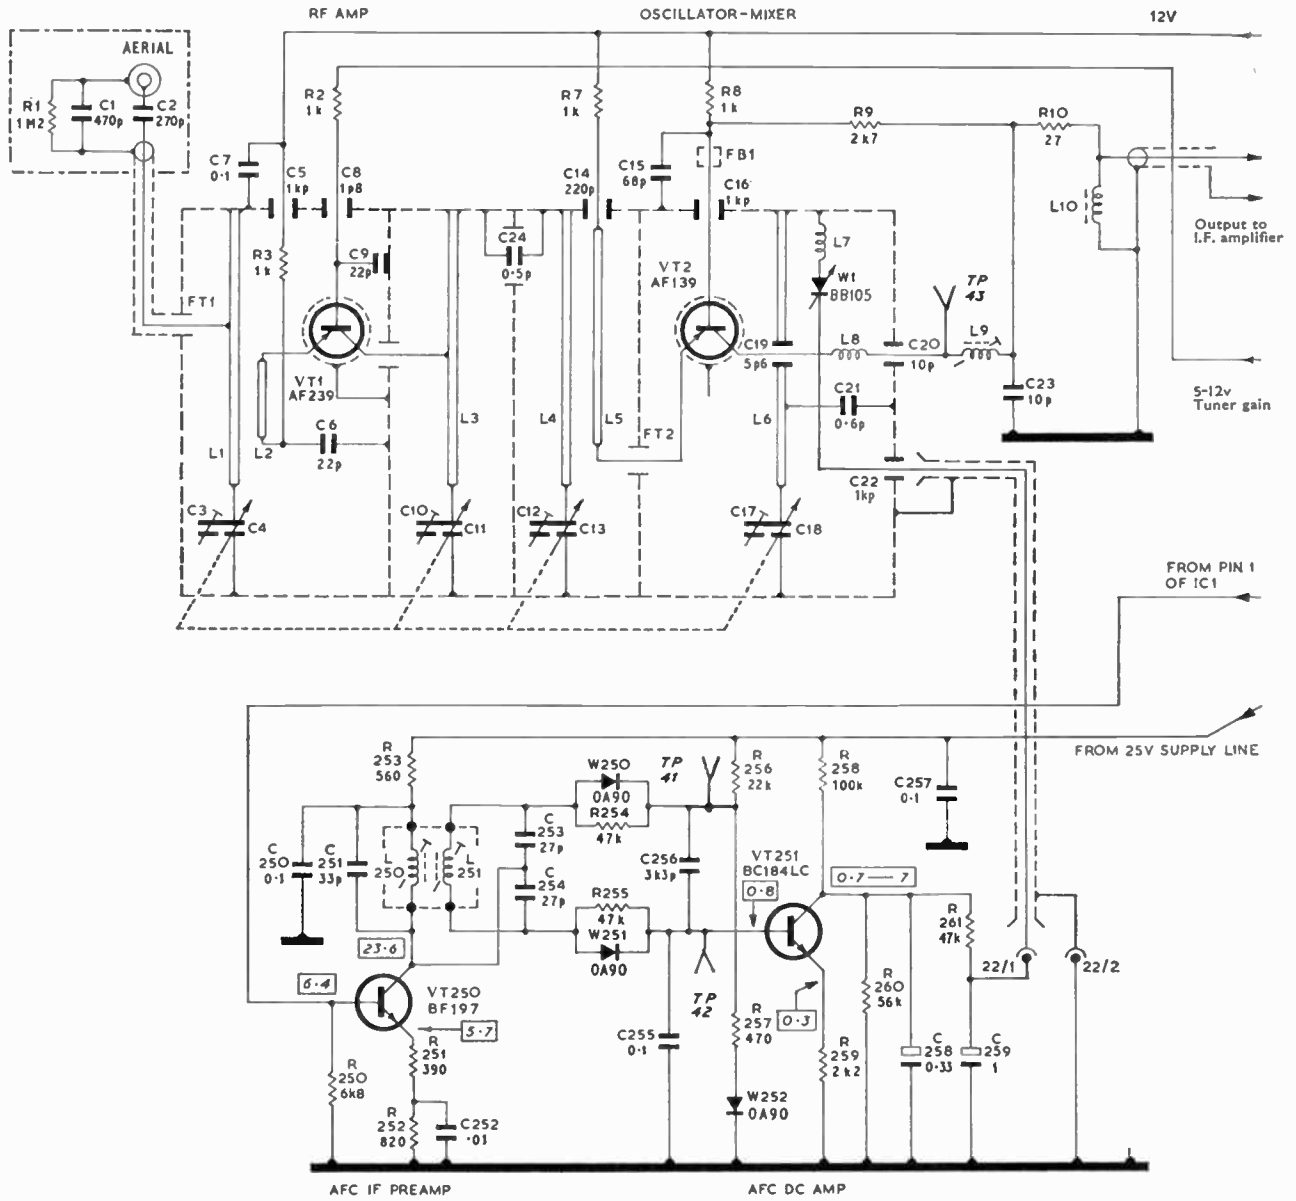 RF AMP
OSCILLATOR-MIXER
12V
AERIAL
R1
1M2
C1
470p
C2
270p
R2
1k
R7
1k
R8
1k
R9
2k7
R10
27
C7
0·1
C5
1kp
C8
1p8
C14
220p
C15
68p
FB1
C16
1kp
L10
Output to
I.F. amplifier
R3
1k
C9
22p
C24
0·5p
VT2
AF139
L7
W1
BB105
TP
43
FT1
VT1
AF239
C19
5p6
L8
C20
10p
L9
C23
10p
5-12v
Tuner gain
L1
L2
C6
22p
L3
L4
L5
FT2
L6
C21
0·6p
C22
1kp
C3
C4
C10
C11
C12
C13
C17
C18
FROM PIN 1
OF IC1
FROM 25V SUPPLY LINE
R
253
560
W250
OA90
R254
47k
TP
41
R
256
22k
R
258
100k
C257
0·1
C
250
0·1
C
251
33p
L
250
L
251
C
253
27p
C
254
27p
R255
47k
W251
OA90
C256
3k3p
VT251
BC184LC
0·8
0·7 — 7
R
261
47k
23·6
6·4
VT250
BF197
5·7
TP
42
C255
0·1
R
257
470
0·3
R
260
56k
22/1
22/2
R
250
6k8
R
251
390
R
252
820
C252
·01
W252
OA90
R
259
2k2
C
258
0·33
C
259
1
AFC IF PREAMP
AFC DC AMP